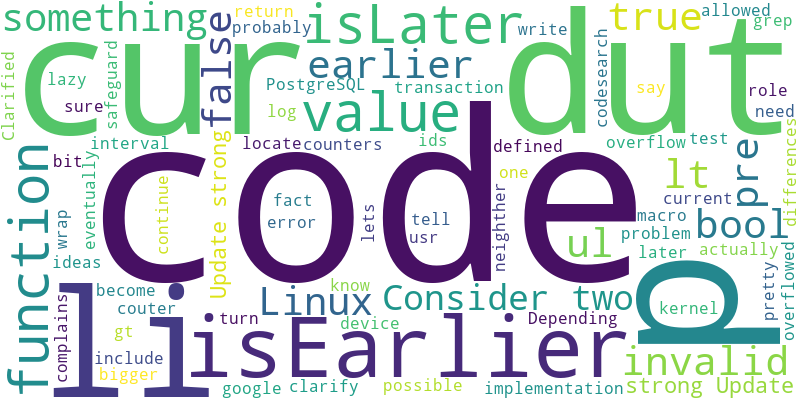 something
return
probably
isLater
write
true
allowed
grep
Clarified
lazy
safeguard
cur
false
earlier
PostgreSQL
transaction
codesearch
dut
say
role
sure
log
value
need
interval
locate
counters
ids
defined
overflow
test
bit
function
eventually
continue
Update strong
code
fact
error
lets
tell
usr
one
neighther
lt
pre
current
differences
macro
bool
problem
later
actually
ul
wrap
ideas
know
become
couter
li
Linux
Consider two
p
kernel
pretty
overflowed
complains
gt
include
bigger
turn
isEarlier
device
Depending
invalid
google
clarify
possible
implementation
strong Update